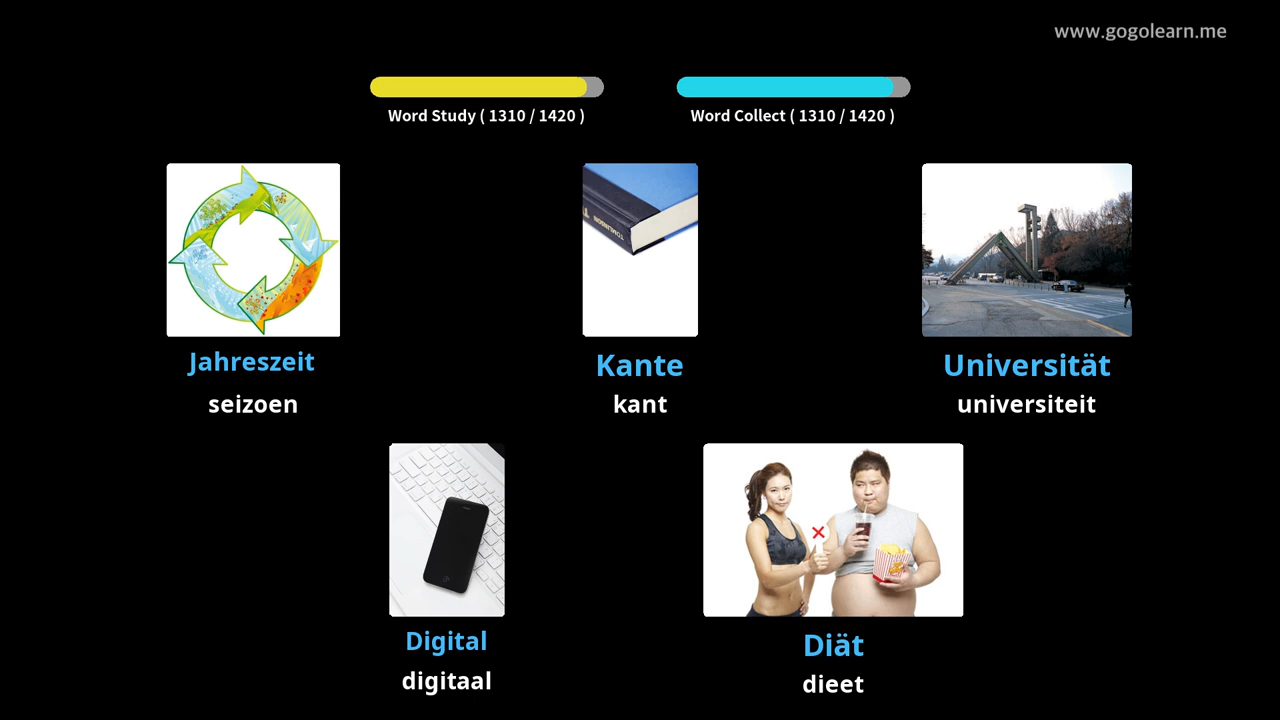 www.gogolearn.me
Word Study ( 1310 / 1420 )
Word Collect ( 1310 / 1420 )
TOMLINSON
Jahreszeit
Kante
Universität
seizoen
kant
universiteit
Digital
Diät
digitaal
dieet